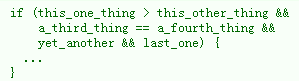 if (this_one_thing > this_other_thing &&
    a_third_thing == a_fourth_thing &&
    yet_another && last_one) {
  ...
}